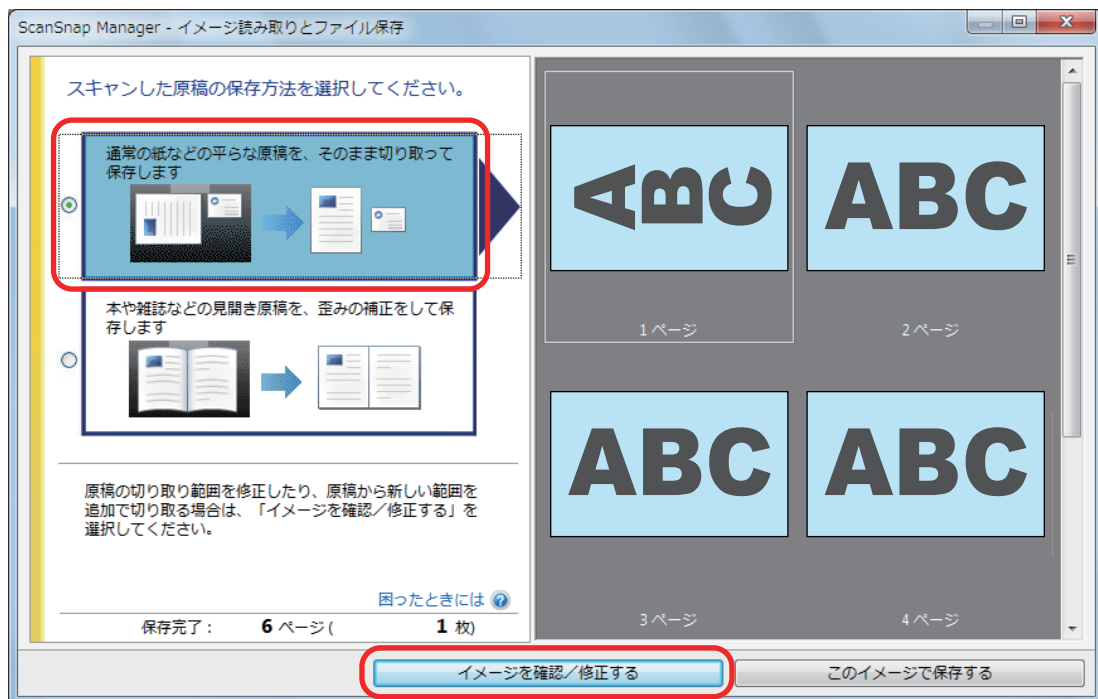 ScanSnap Manager - イメージ読み取りとファイル保存
スキャンした原稿の保存方法を選択してください。
通常の紙などの平らな原稿を、そのまま切り取って
保存します
本や雑誌などの見開き原稿を、歪みの補正をして保
存します
原稿の切り取り範囲を修正したり、原稿から新しい範囲を
追加で切り取る場合は、「イメージを確認／修正する」を
選択してください。
困ったときには
保存完了： 6 ページ ( 1 枚)
ABC
1 ページ
ABC
2 ページ
ABC
3 ページ
ABC
4 ページ
イメージを確認／修正する
このイメージで保存する